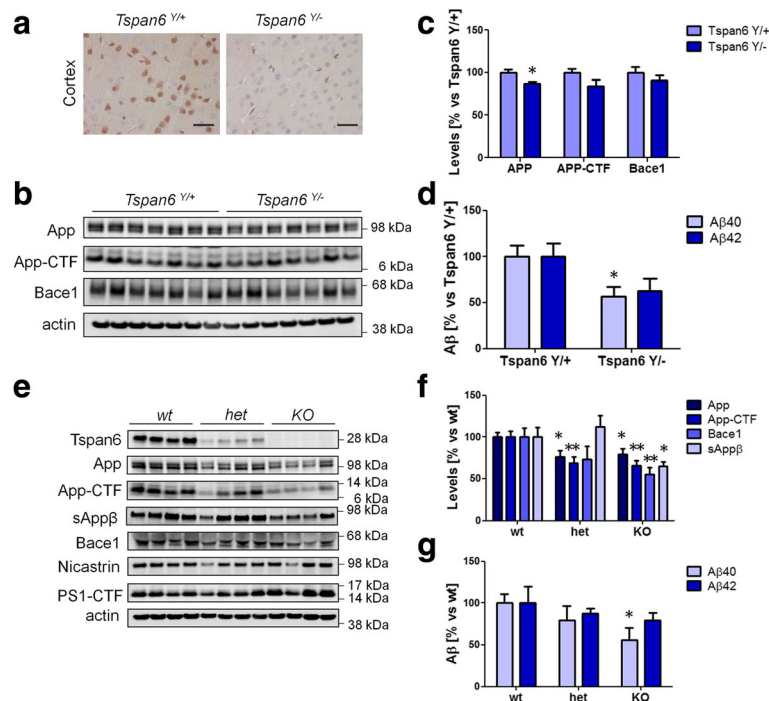 a
Tspan6 Y/+
Tspan6 Y/-
Cortex
b
Tspan6 Y/+
Tspan6 Y/-
App
98 kDa
App-CTF
6 kDa
Bace1
68 kDa
actin
38 kDa
c
Levels [% vs Tspan6 Y/+]
150
100
50
0
*
APP
APP-CTF
Bace1
Tspan6 Y/+
Tspan6 Y/-
d
Aβ [% vs Tspan6 Y/+]
150
100
50
0
*
Tspan6 Y/+
Tspan6 Y/-
Aβ40
Aβ42
e
wt
het
KO
Tspan6
28 kDa
App
98 kDa
App-CTF
14 kDa
6 kDa
sAppβ
98 kDa
Bace1
68 kDa
Nicastrin
98 kDa
PS1-CTF
17 kDa
14 kDa
actin
38 kDa
f
Levels [% vs wt]
150
100
50
0
* ** * ** ** *
wt
het
KO
App
App-CTF
Bace1
sAppβ
g
Aβ [% vs wt]
150
100
50
0
*
wt
het
KO
Aβ40
Aβ42